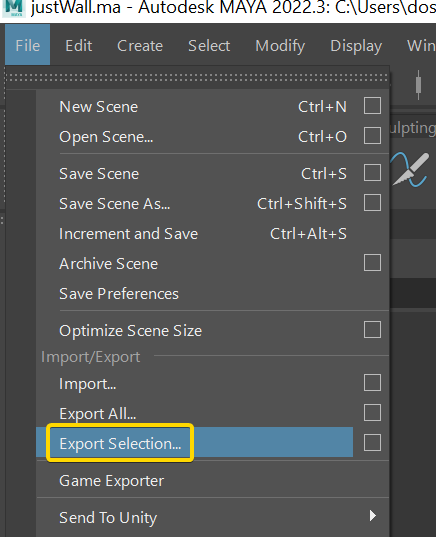 justWall.ma - Autodesk MAYA 2022.3: C:\Users\dos
File Edit Create Select Modify Display Win
New Scene Ctrl+N
Open Scene... Ctrl+O
ulpting
Save Scene Ctrl+S
Save Scene As... Ctrl+Shift+S
Increment and Save Ctrl+Alt+S
Archive Scene
Save Preferences
Optimize Scene Size
Import/Export
Import...
Export All...
Export Selection...
Game Exporter
Send To Unity